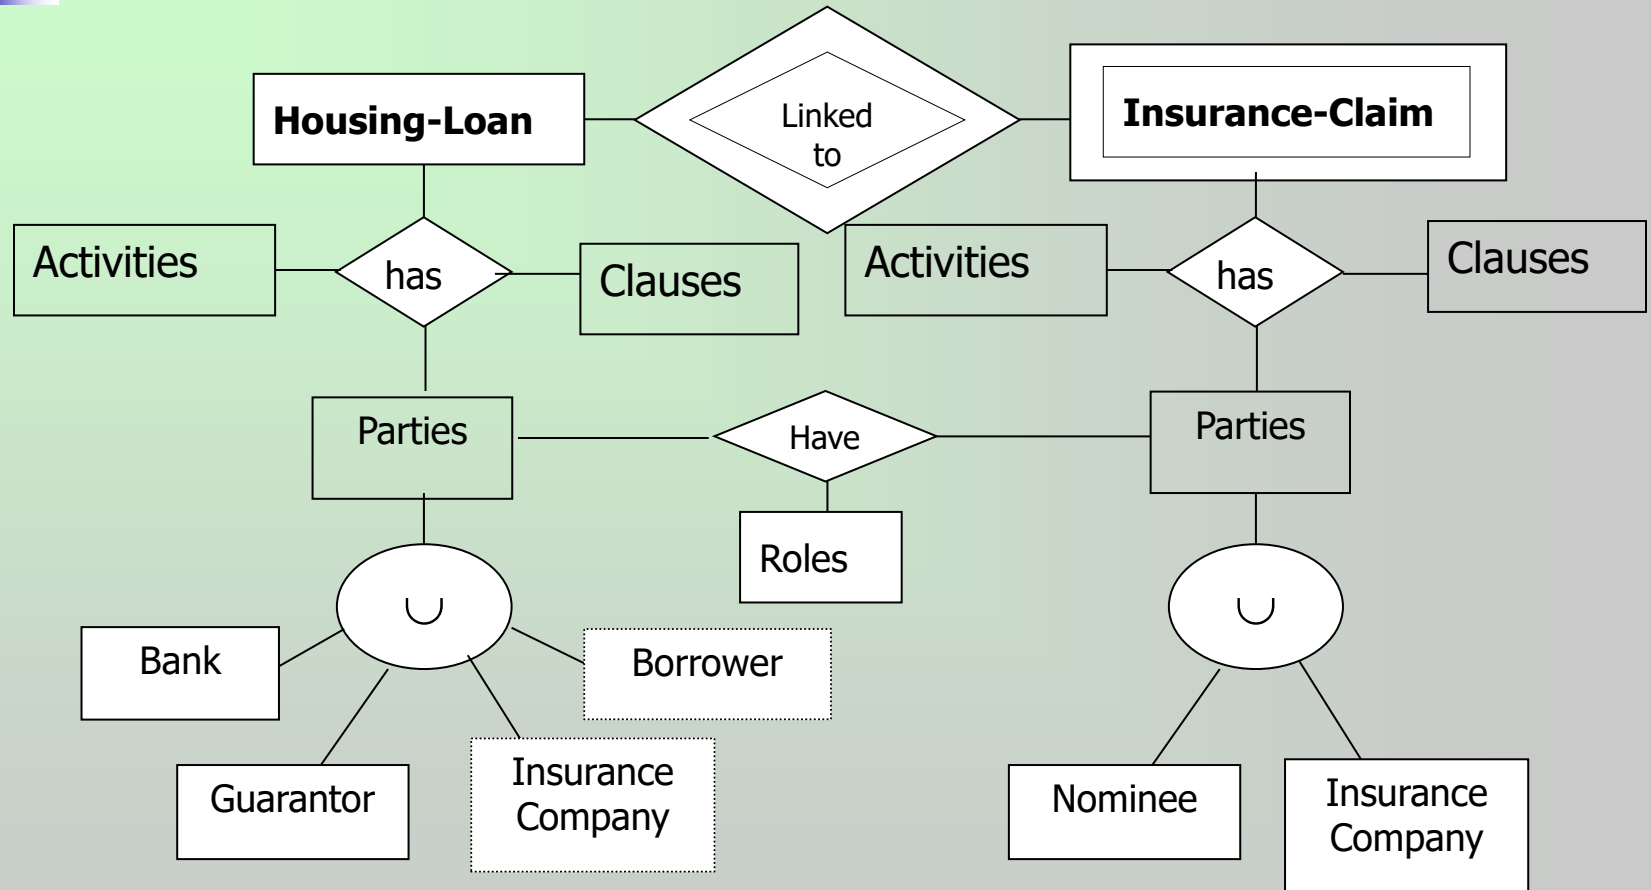 Housing-Loan
Linked
to
Insurance-Claim
Activities
has
Clauses
Activities
has
Clauses
Parties
Have
Parties
Roles
∪
∪
Bank
Borrower
Guarantor
Insurance
Company
Nominee
Insurance
Company